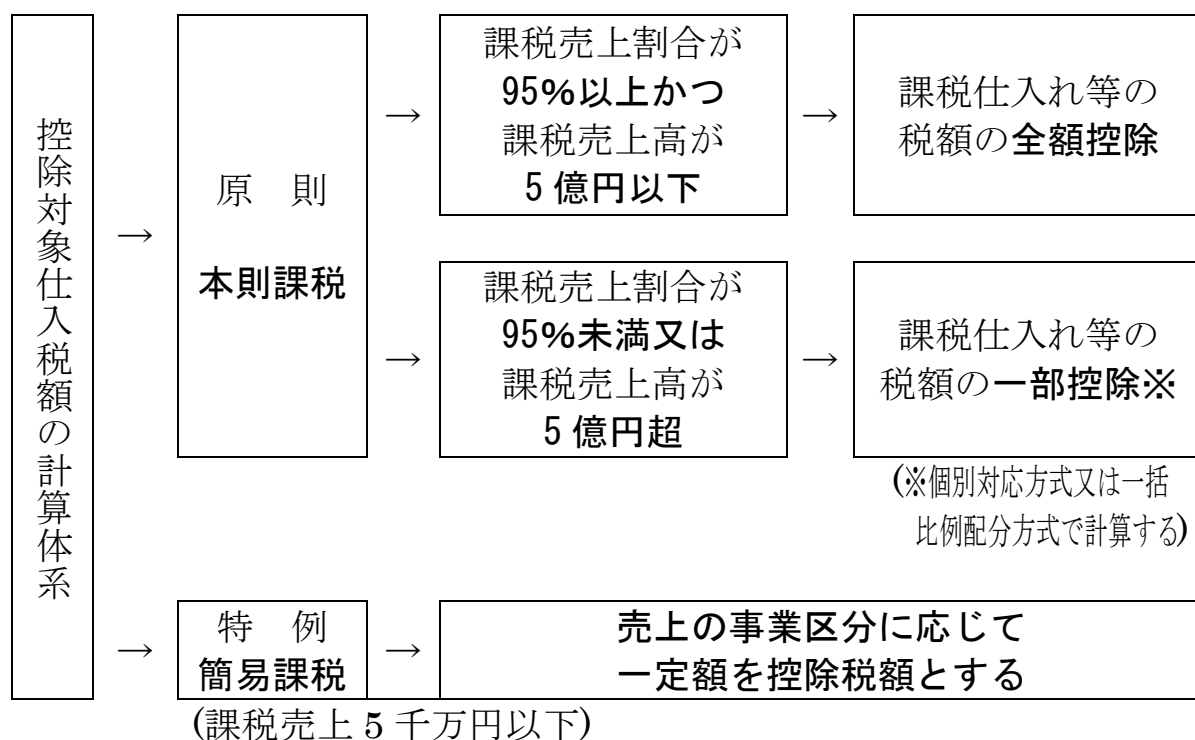 控除対象仕入税額の計算体系
→
原　則
本則課税
→
課税売上割合が
95%以上かつ
課税売上高が
5億円以下
→
課税仕入れ等の
税額の全額控除
→
課税売上割合が
95%未満又は
課税売上高が
5億円超
→
課税仕入れ等の
税額の一部控除※
(※個別対応方式又は一括
比例配分方式で計算する)
→
特　例
簡易課税
→
売上の事業区分に応じて
一定額を控除税額とする
(課税売上5千万円以下)